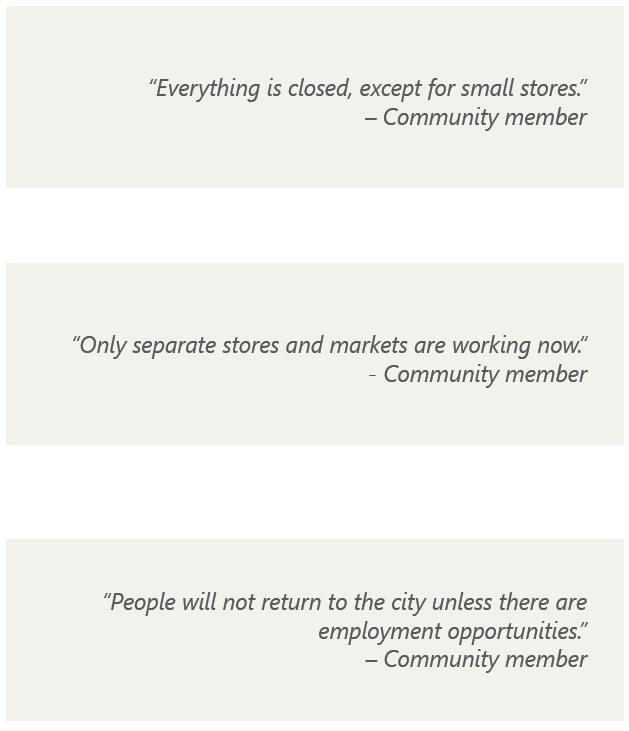 “Everything is closed, except for small stores.”
– Community member
“Only separate stores and markets are working now.“
- Community member
“People will not return to the city unless there are
employment opportunities.”
– Community member